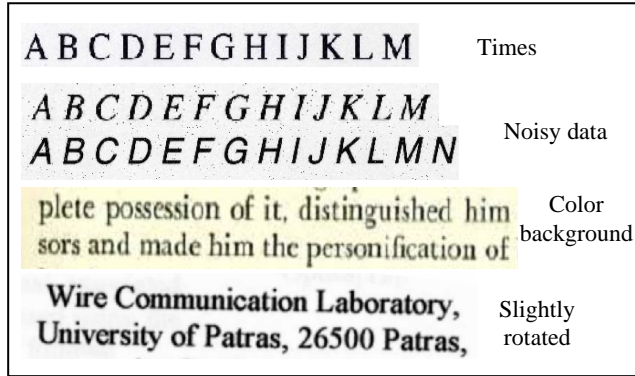 A B C D E F G H I J K L M
Times
A B C D E F G H I J K L M
A B C D E F G H I J K L M N
Noisy data
plete possession of it, distinguished him
sors and made him the personification of
Color
background
Wire Communication Laboratory,
University of Patras, 26500 Patras,
Slightly
rotated